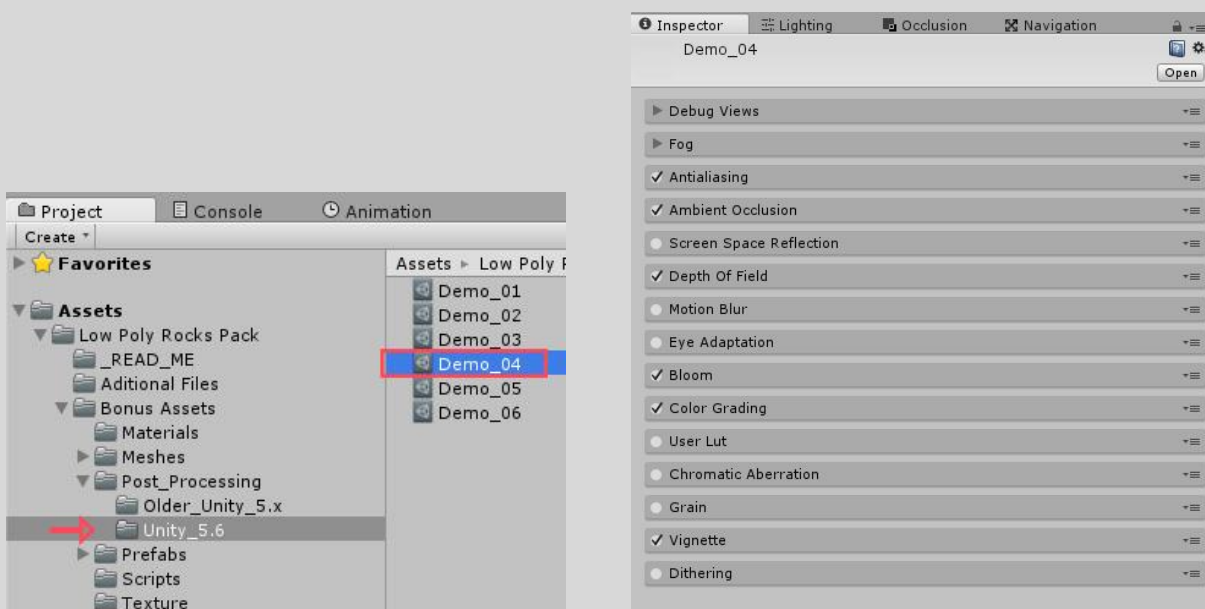 Project
Console
Animation
Create
Favorites
Assets
Low Poly Rocks Pack
_READ_ME
Aditional Files
Bonus Assets
Materials
Meshes
Post_Processing
Older_Unity_5.x
Unity_5.6
Prefabs
Scripts
Texture
Assets Low Poly
Demo_01
Demo_02
Demo_03
Demo_04
Demo_05
Demo_06
Inspector
Lighting
Occlusion
Navigation
Demo_04
Open
Debug Views
Fog
Antialiasing
Ambient Occlusion
Screen Space Reflection
Depth Of Field
Motion Blur
Eye Adaptation
Bloom
Color Grading
User Lut
Chromatic Aberration
Grain
Vignette
Dithering